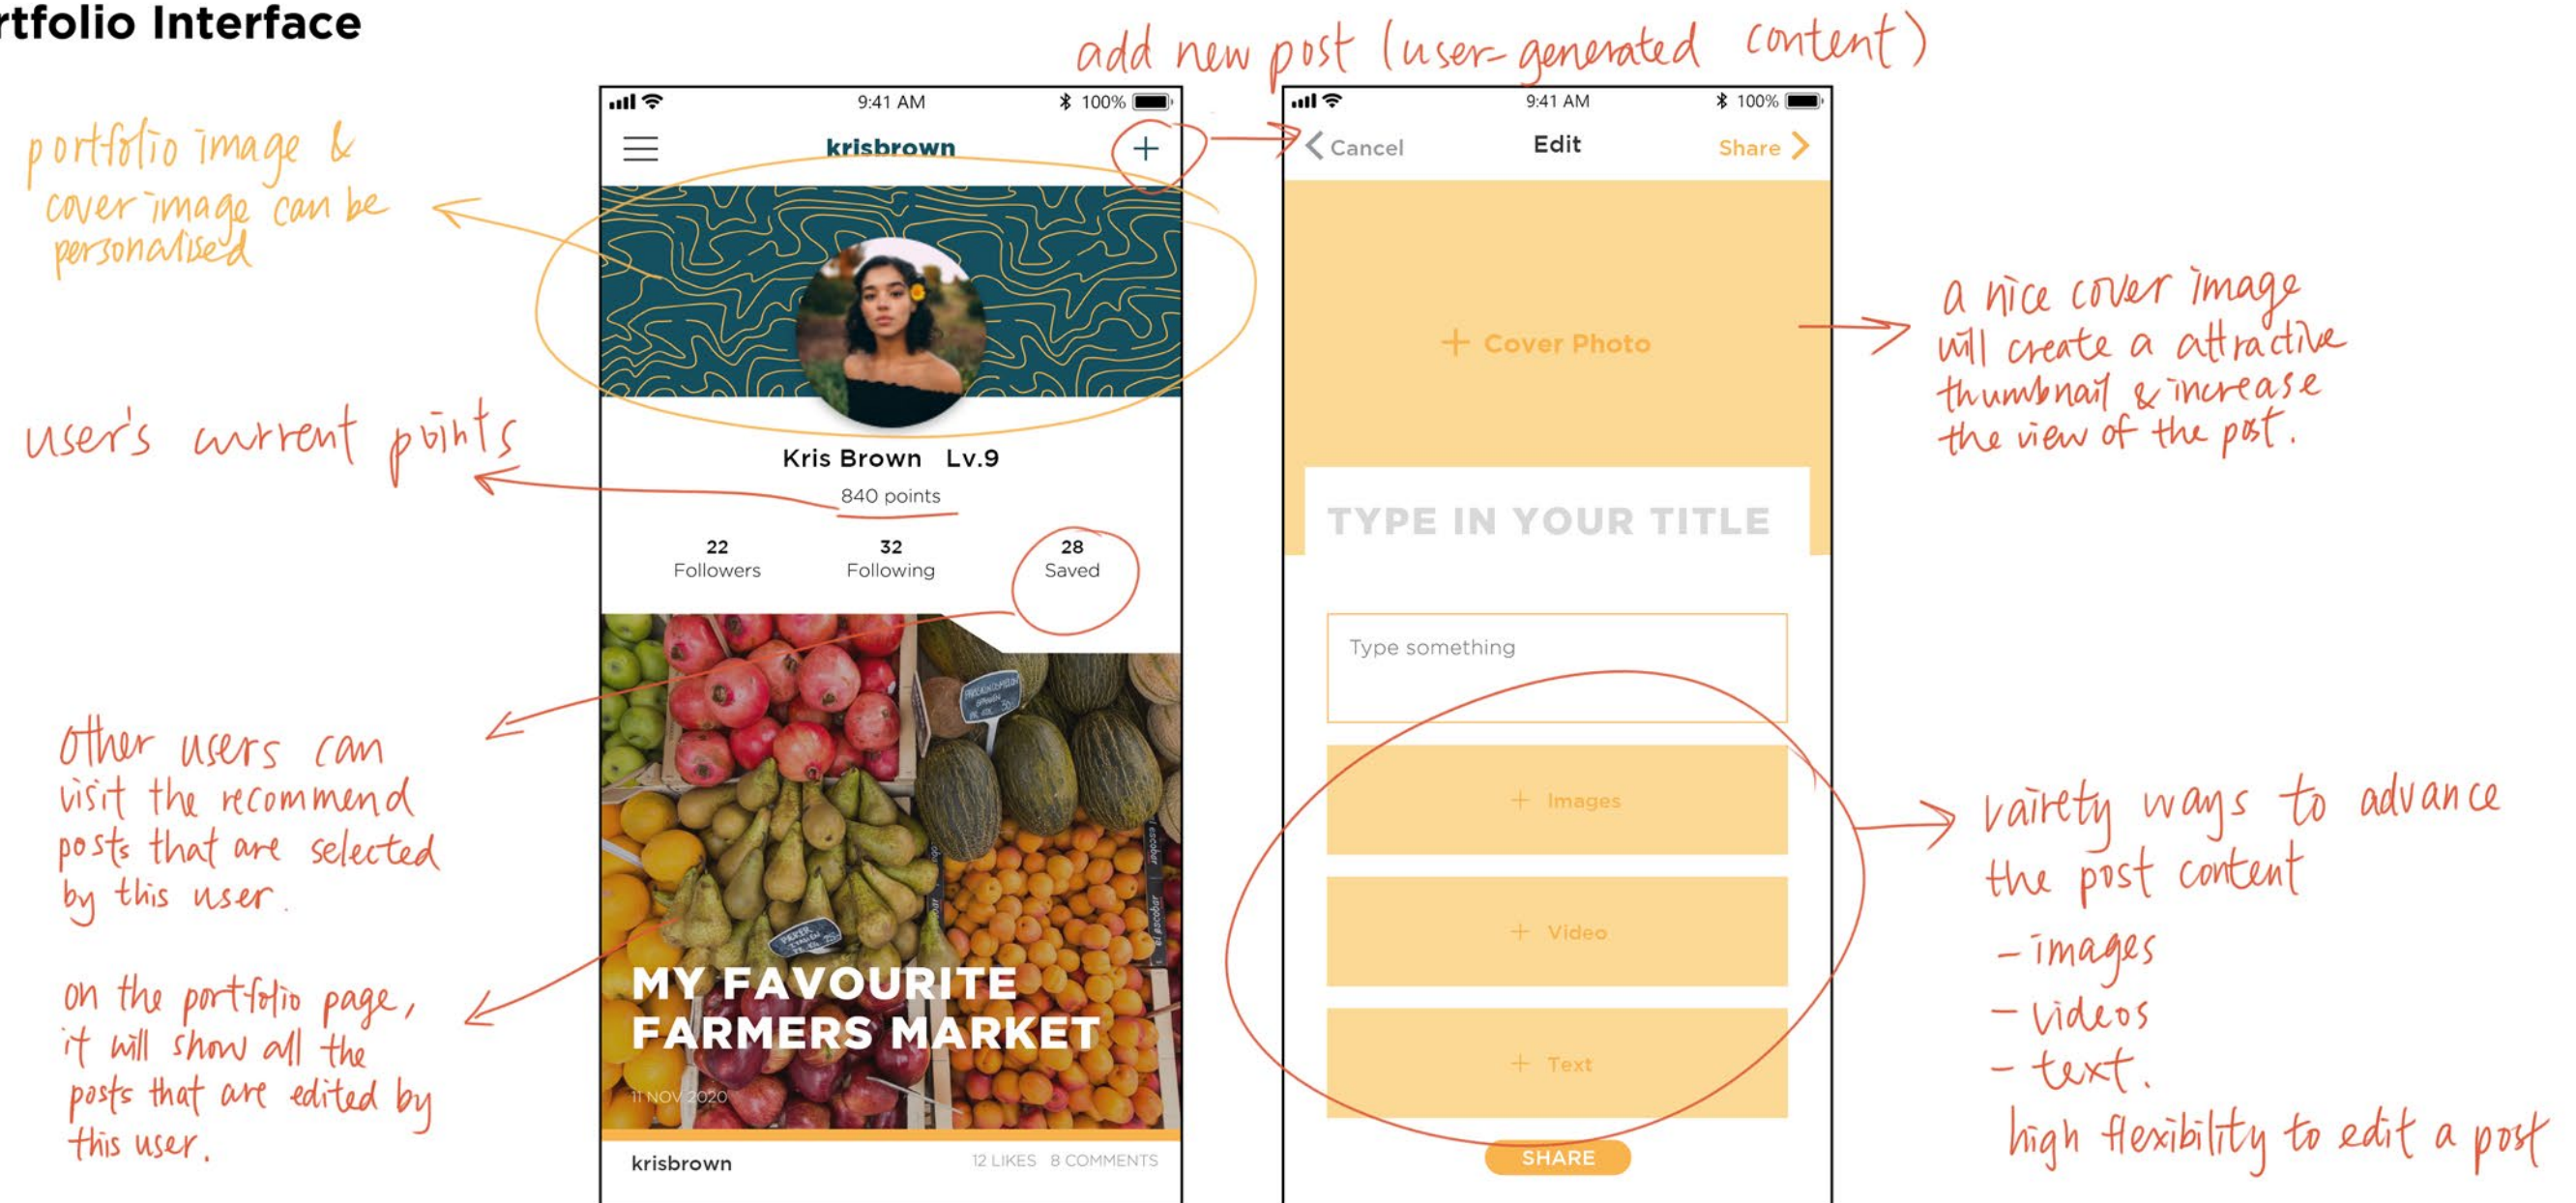 rtfolio Interface
add new post (user-generated content)
portfolio image &
cover image can be
personalised
user's current points
other users can
visit the recommend
posts that are selected
by this user.
on the portfolio page,
it will show all the
posts that are edited by
this user.
9:41 AM
100%
krisbrown
+
Kris Brown Lv.9
840 points
22
Followers
32
Following
28
Saved
MY FAVOURITE
FARMERS MARKET
11 NOV 2020
krisbrown
12 LIKES 8 COMMENTS
9:41 AM
100%
Cancel
Edit
Share
+ Cover Photo
TYPE IN YOUR TITLE
Type something
+ Images
+ Video
+ Text
SHARE
a nice cover image
will create a attractive
thumbnail & increase
the view of the post.
vairety ways to advance
the post content
- images
- videos
- text.
high flexibility to edit a post